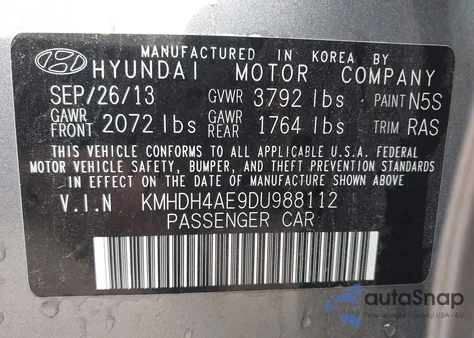 MANUFACTURED IN KOREA BY
HYUNDAI MOTOR COMPANY
SEP/26/13 GVWR 3792 lbs PAINT N5S
GAWR FRONT 2072 lbs GAWR REAR 1764 lbs TRIM RAS
THIS VEHICLE CONFORMS TO ALL APPLICABLE U.S.A. FEDERAL
MOTOR VEHICLE SAFETY, BUMPER, AND THEFT PREVENTION STANDARDS
IN EFFECT ON THE DATE OF MANUFACTURE SHOWN ABOVE.
V.I.N KMHDH4AE9DU988112
PASSENGER CAR
autoSnap